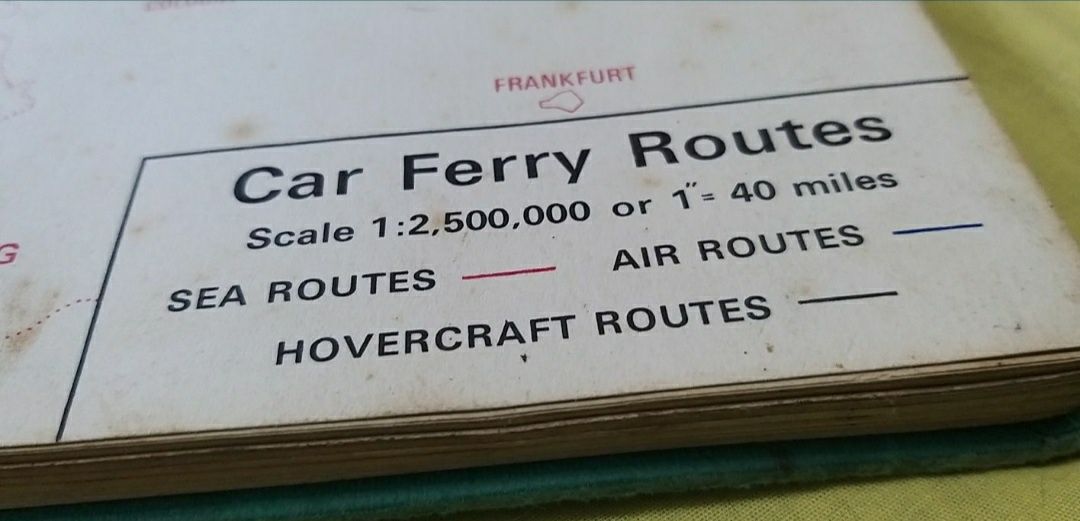 FRANKFURT
Car Ferry Routes
Scale 1:2,500,000 or 1"= 40 miles
SEA ROUTES AIR ROUTES
HOVERCRAFT ROUTES
G